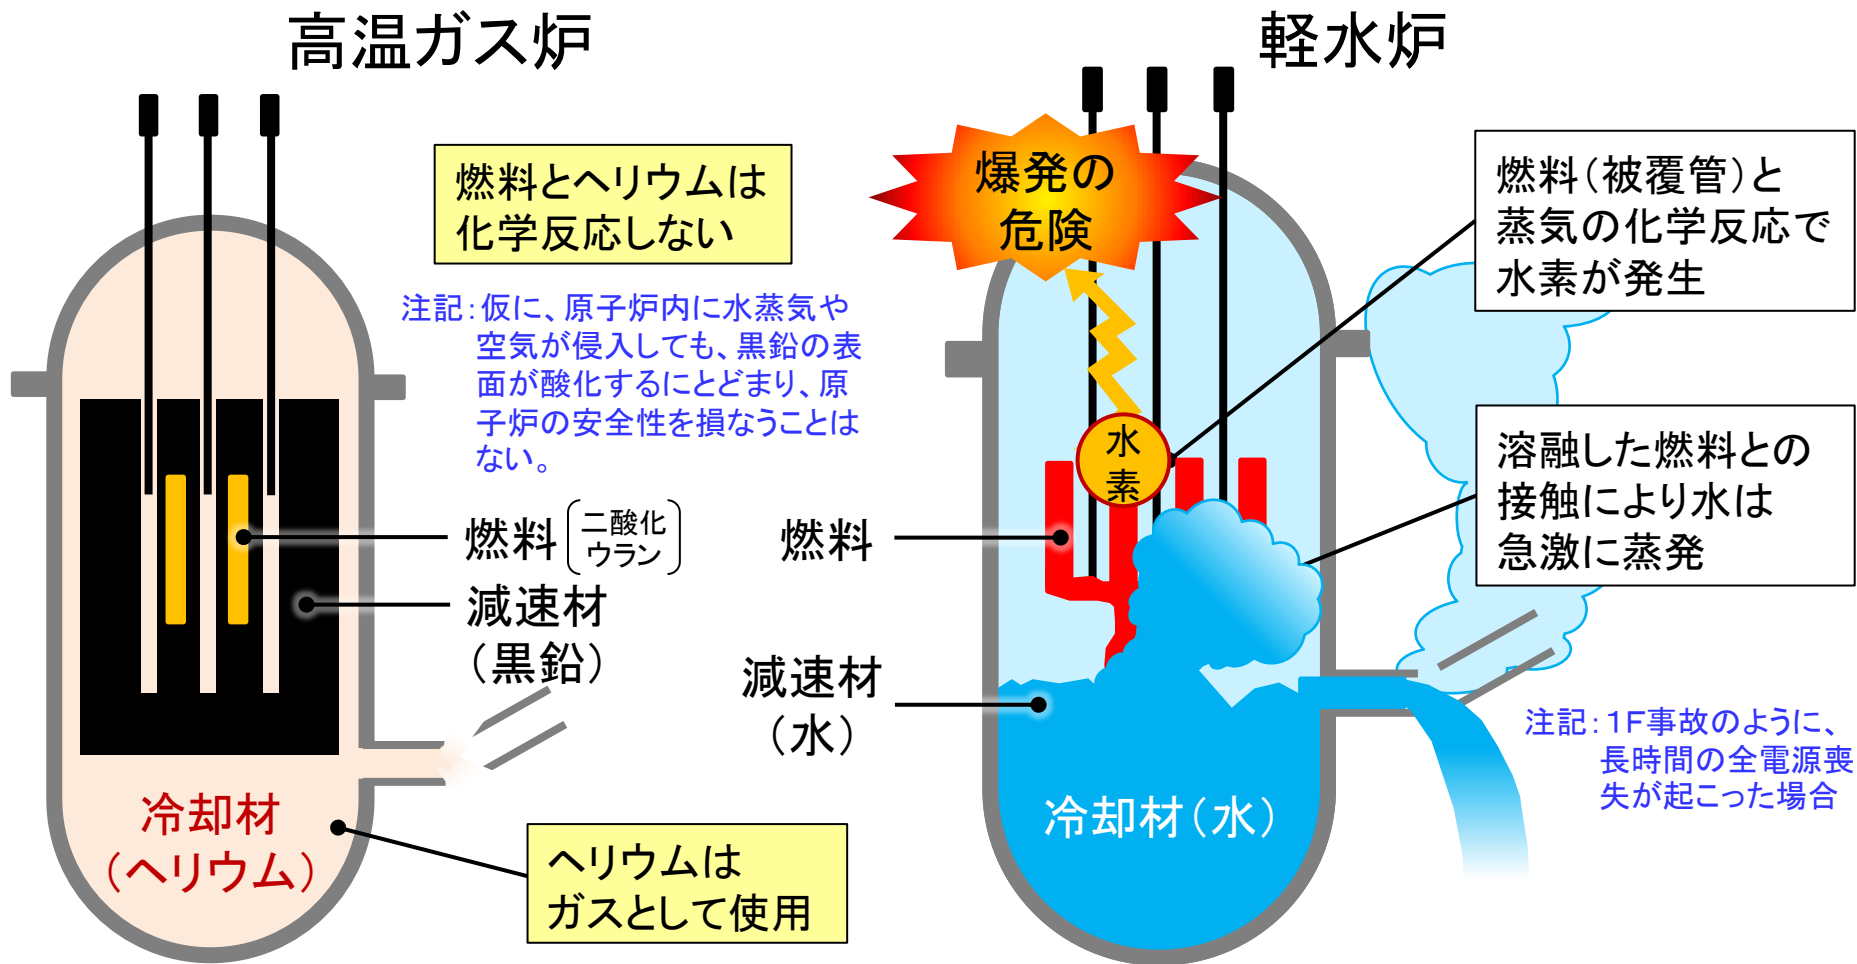 高温ガス炉
燃料とヘリウムは
化学反応しない
注記：仮に、原子炉内に水蒸気や
空気が侵入しても、黒鉛の表
面が酸化するにとどまり、原
子炉の安全性を損なうことは
ない。
燃料
二酸化
ウラン
減速材
（黒鉛）
冷却材
（ヘリウム）
ヘリウムは
ガスとして使用
軽水炉
爆発の
危険
燃料（被覆管）と
蒸気の化学反応で
水素が発生
水
素
溶融した燃料との
接触により水は
急激に蒸発
燃料
減速材
（水）
冷却材（水）
注記：１Ｆ事故のように、
長時間の全電源喪
失が起こった場合